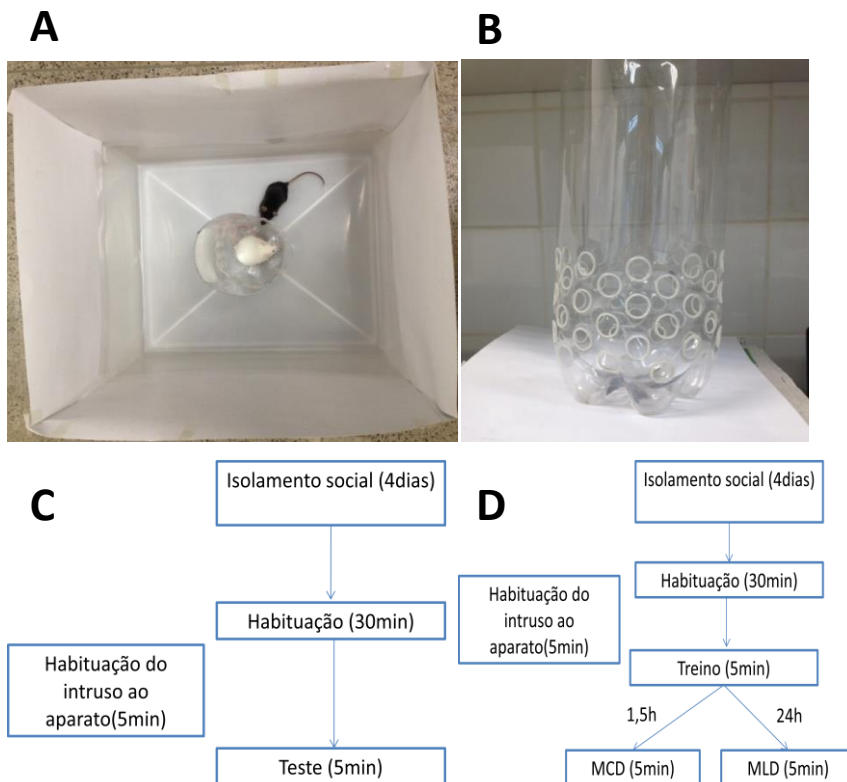 A
B
C
Isolamento social (4dias)
Habituação (30min)
Habituação do
intruso ao
aparato(5min)
Teste (5min)
D
Isolamento social (4dias)
Habituação (30min)
Habituação do
intruso ao
aparato(5min)
Treino (5min)
1,5h
24h
MCD (5min)
MLD (5min)